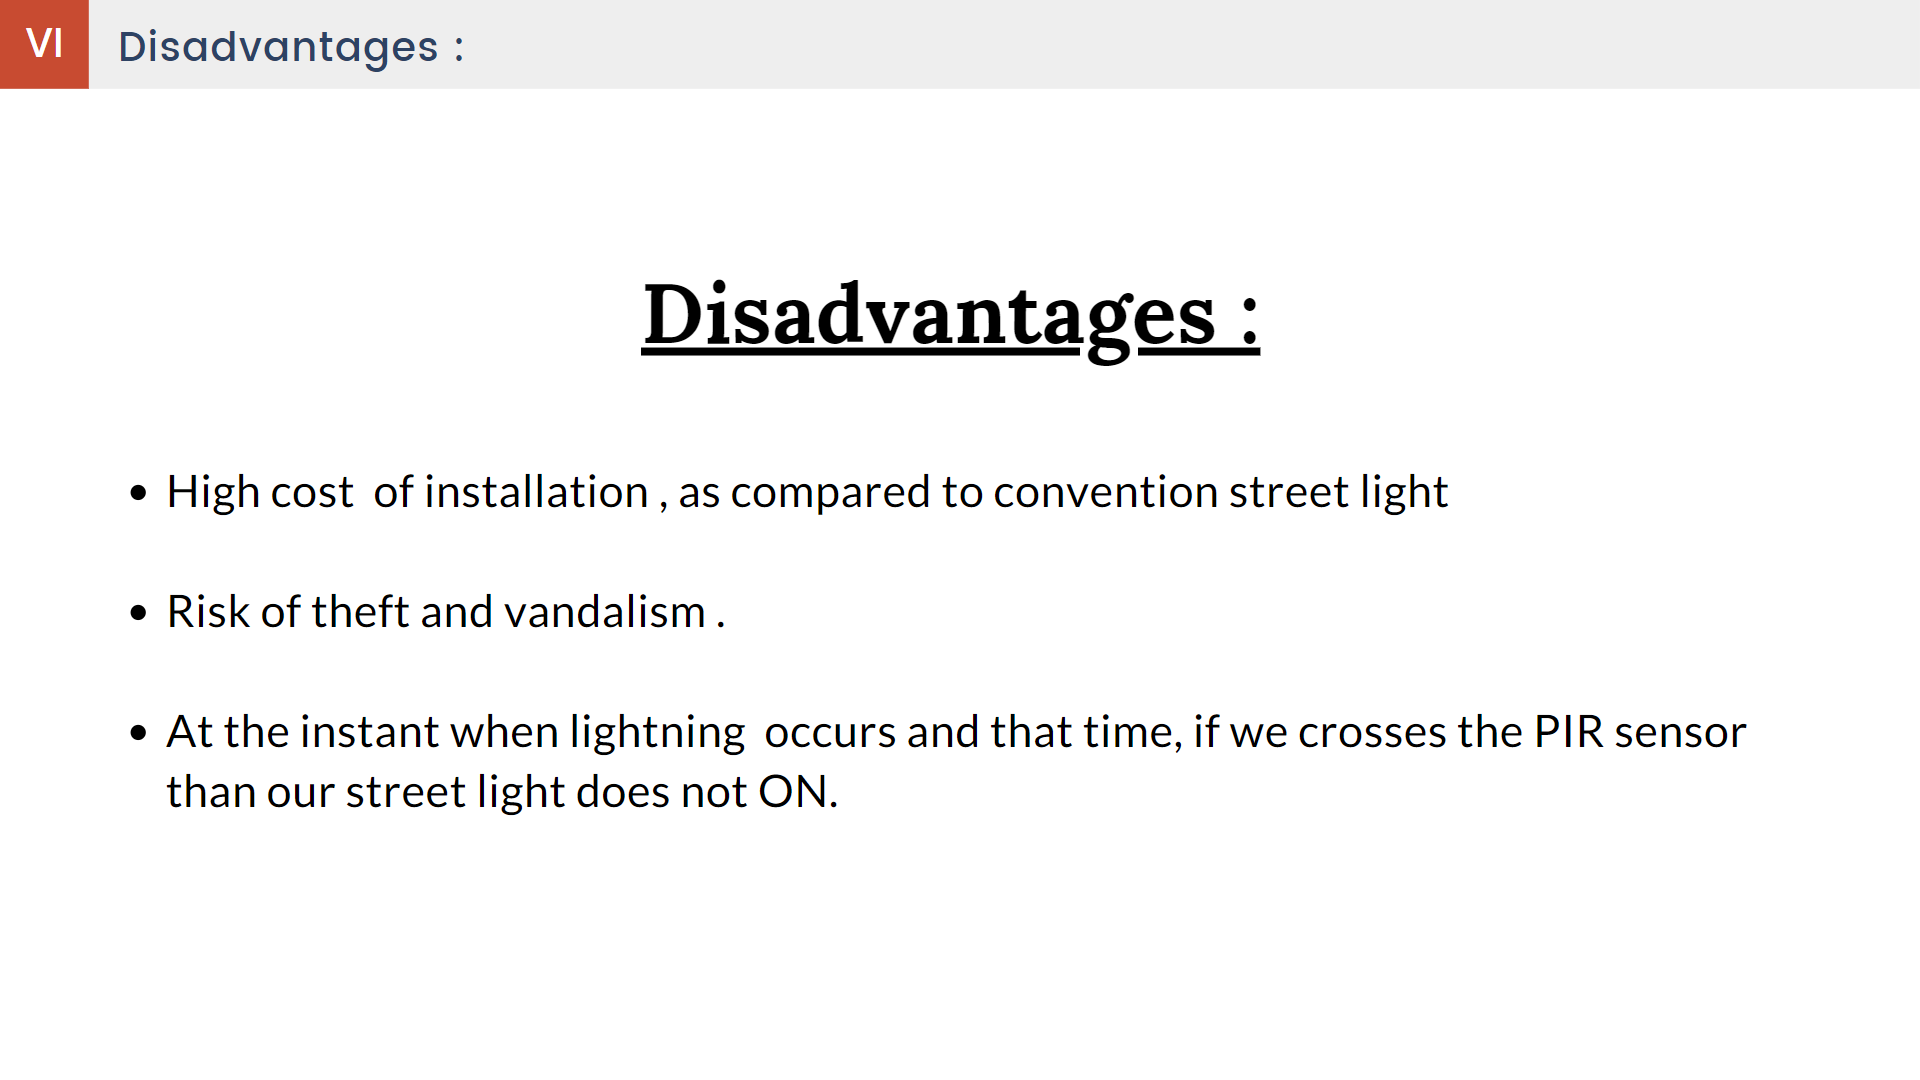 VI
Disadvantages :
Disadvantages :
• High cost  of installation , as compared to convention street light
• Risk of theft and vandalism .
• At the instant when lightning  occurs and that time, if we crosses the PIR sensor
than our street light does not ON.